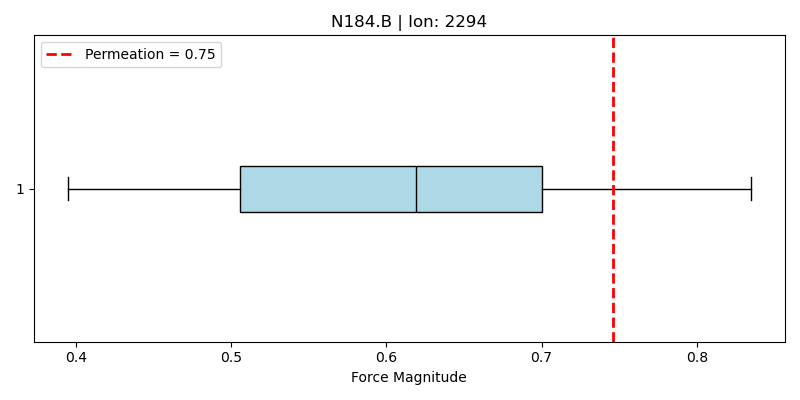 N184.B | Ion: 2294
Permeation = 0.75
1
0.4 0.5 0.6 0.7 0.8
Force Magnitude